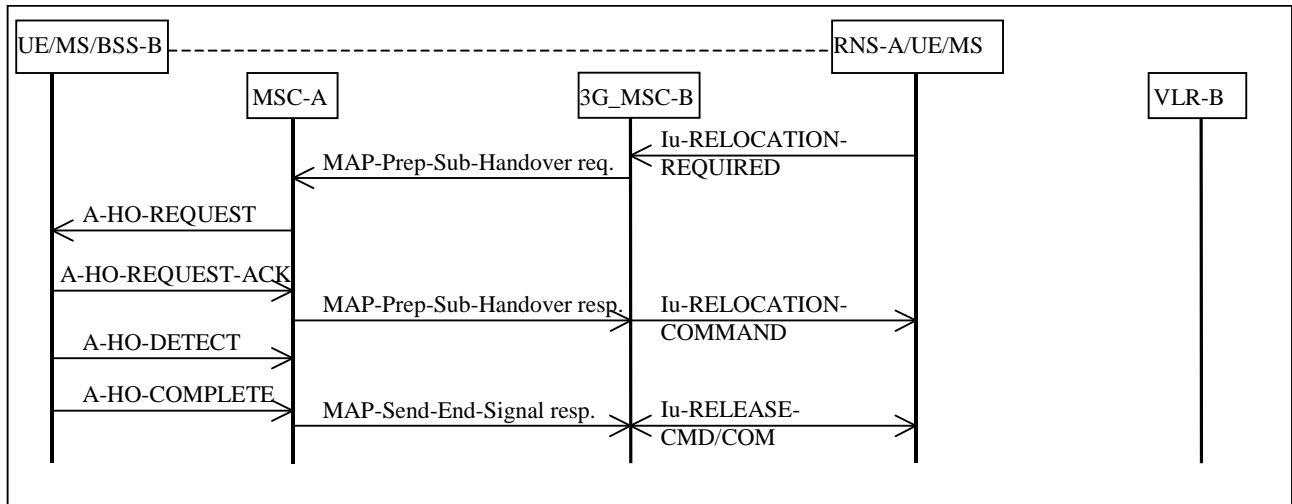 UE/MS/BSS-B
RNS-A/UE/MS
MSC-A
3G_MSC-B
VLR-B
Iu-RELOCATION-
REQUIRED
MAP-Prep-Sub-Handover req.
A-HO-REQUEST
A-HO-REQUEST-ACK
MAP-Prep-Sub-Handover resp.
Iu-RELOCATION-
COMMAND
A-HO-DETECT
A-HO-COMPLETE
MAP-Send-End-Signal resp.
Iu-RELEASE-
CMD/COM